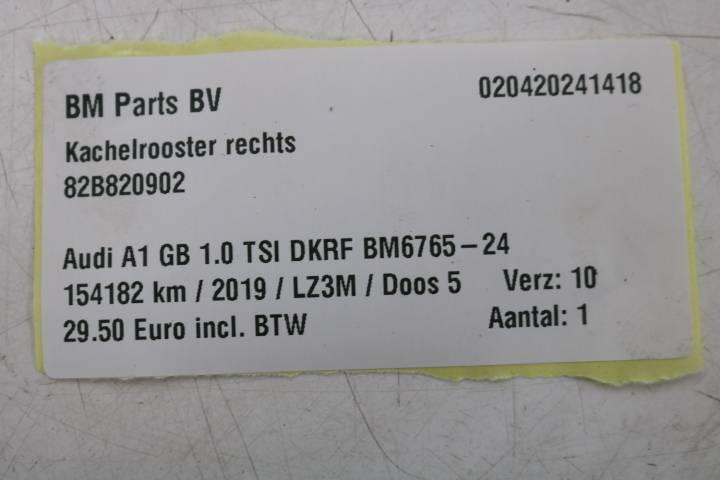 BM Parts BV 020420241418
Kachelrooster rechts
82B820902
Audi A1 GB 1.0 TSI DKRF BM6765-24
154182 km / 2019 / LZ3M / Doos 5 Verz: 10
29.50 Euro incl. BTW Aantal: 1